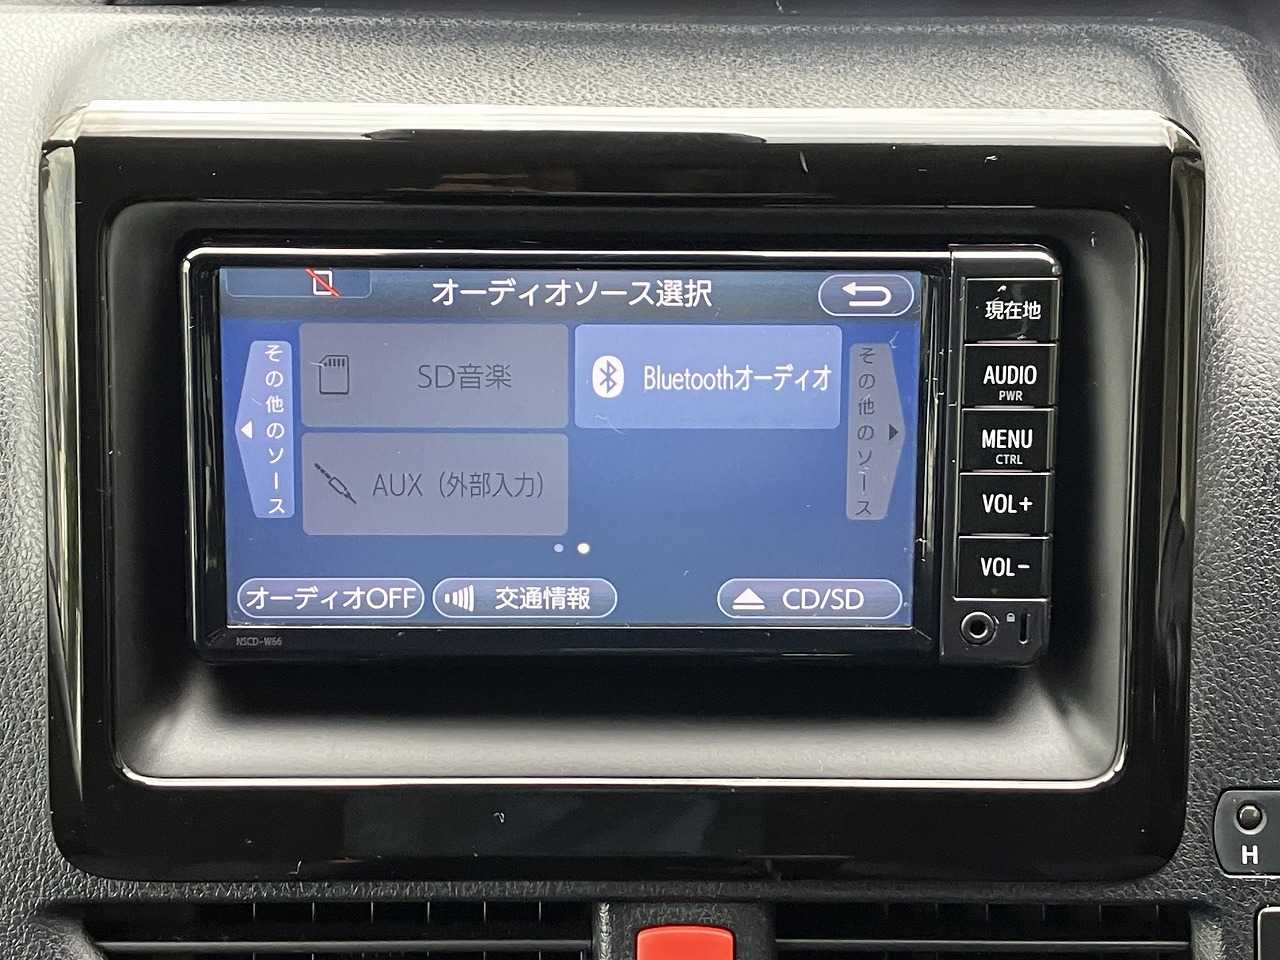 オーディオソース選択
その他のソース
SD音楽
Bluetoothオーディオ
その他のソース
AUX（外部入力）
オーディオOFF
交通情報
CD/SD
NSCD-W66
現在地
AUDIO
PWR
MENU
CTRL
VOL+
VOL-
H